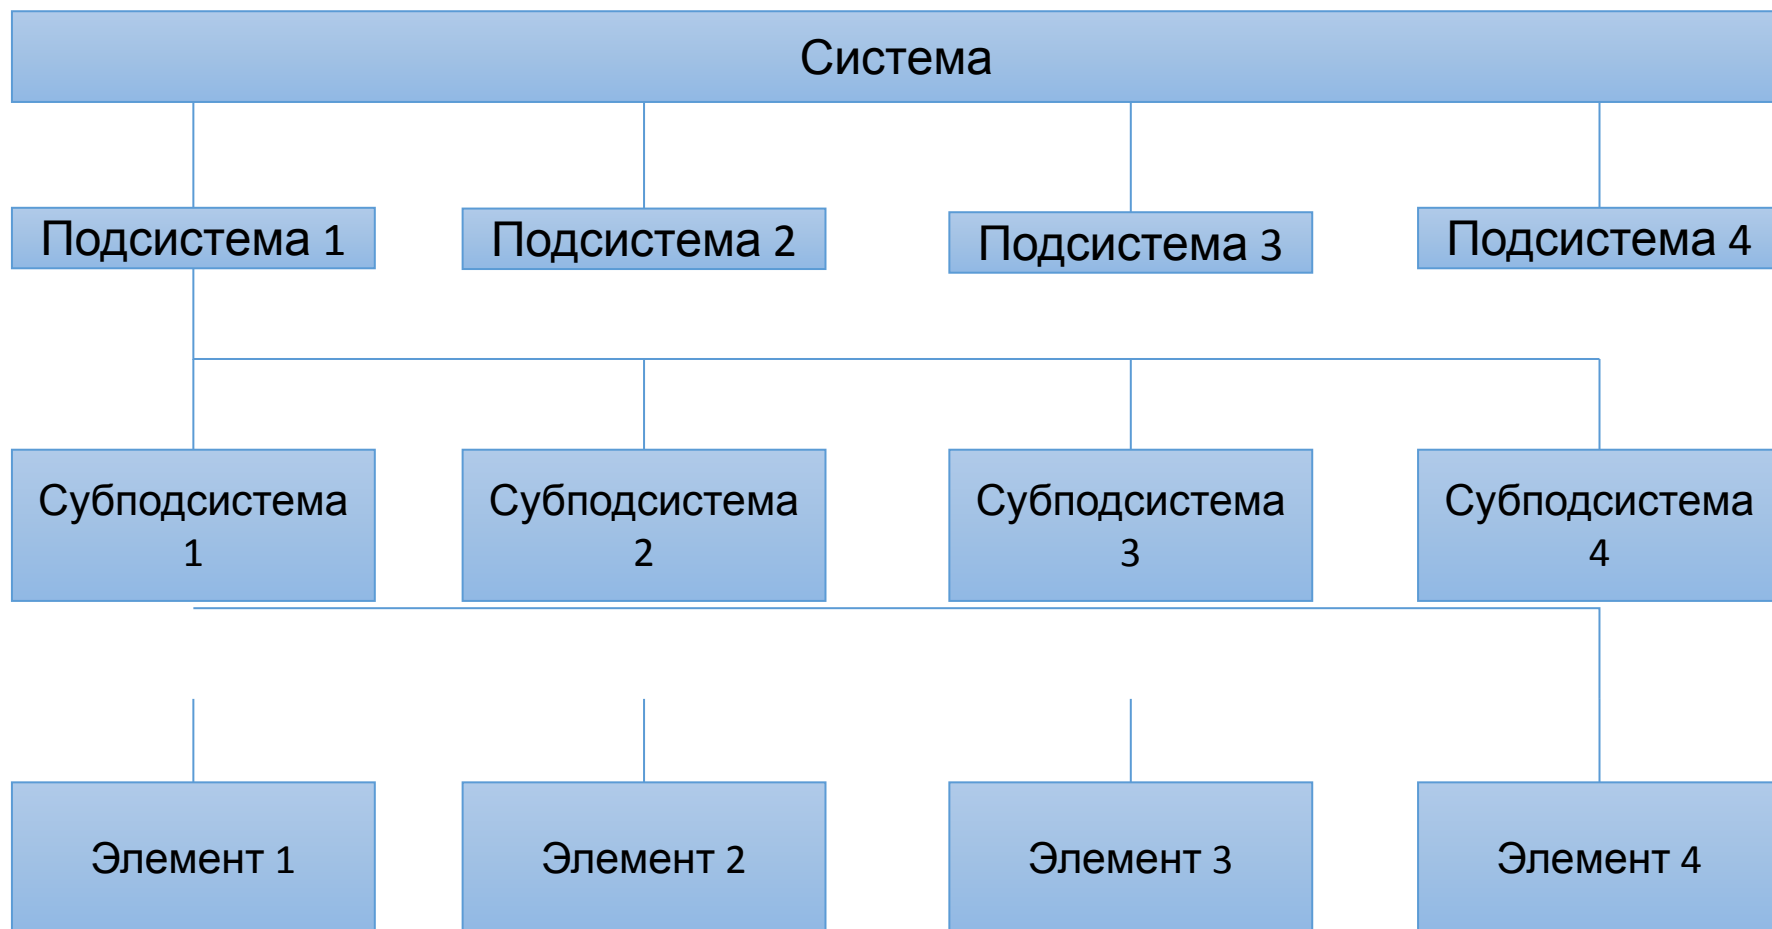 Система
Подсистема 1
Подсистема 2
Подсистема 3
Подсистема 4
Субподсистема
1
Субподсистема
2
Субподсистема
3
Субподсистема
4
Элемент 1
Элемент 2
Элемент 3
Элемент 4